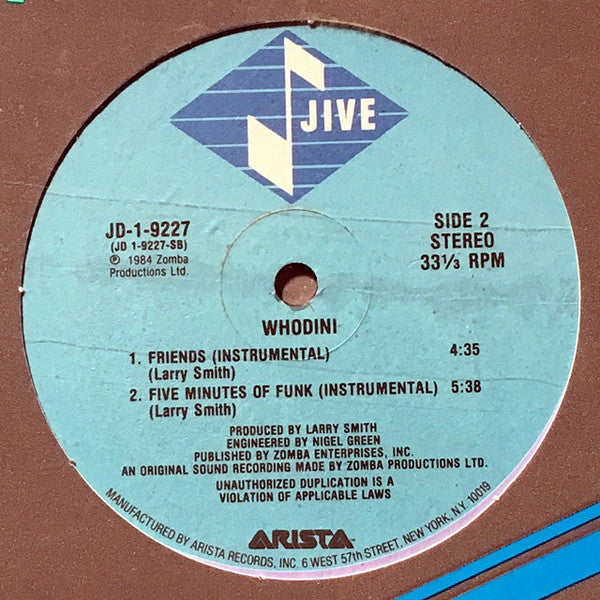 JIVE
JD-1-9227
(JD 1-9227-SB)
℗ 1984 Zomba
Productions Ltd.
SIDE 2
STEREO
33⅓ RPM
WHODINI
1. FRIENDS (INSTRUMENTAL) 4:35
(Larry Smith)
2. FIVE MINUTES OF FUNK (INSTRUMENTAL) 5:38
(Larry Smith)
PRODUCED BY LARRY SMITH
ENGINEERED BY NIGEL GREEN
PUBLISHED BY ZOMBA ENTERPRISES, INC.
AN ORIGINAL SOUND RECORDING MADE BY ZOMBA PRODUCTIONS LTD.
UNAUTHORIZED DUPLICATION IS A
VIOLATION OF APPLICABLE LAWS
ARISTA
MANUFACTURED BY ARISTA RECORDS, INC. 6 WEST 57th STREET, NEW YORK, N.Y. 10019